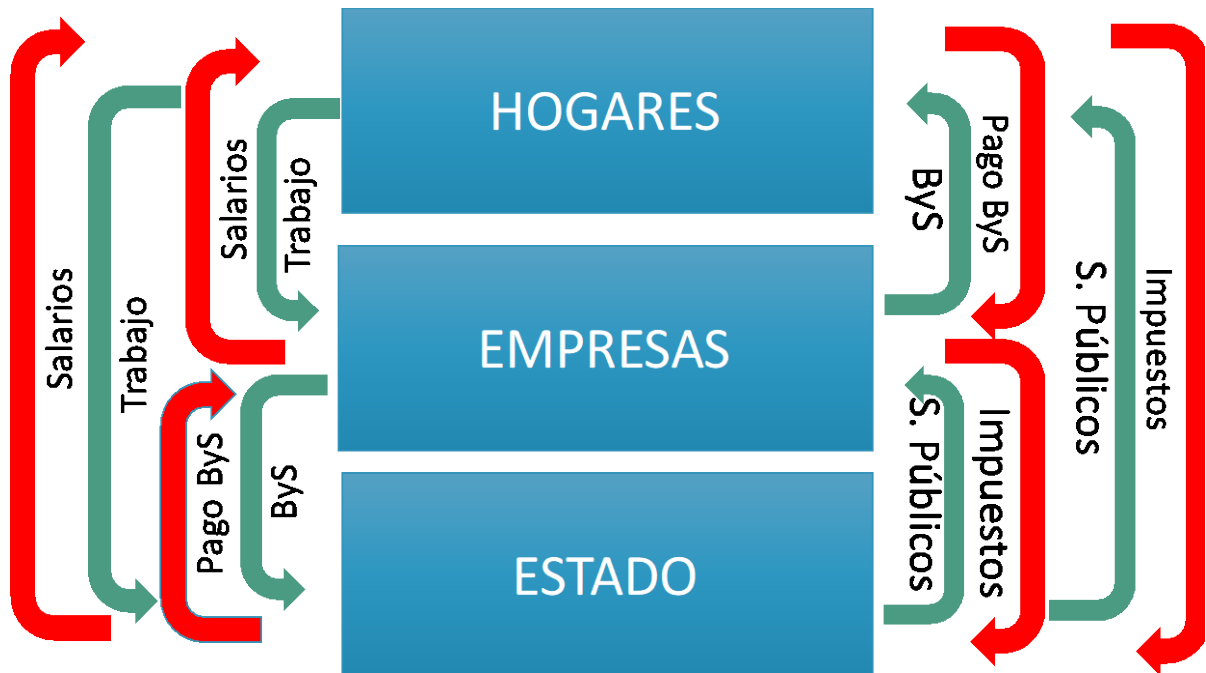 HOGARES
EMPRESAS
ESTADO
Salarios
Trabajo
Salarios
Trabajo
Pago ByS
ByS
ByS
Pago ByS
S. Públicos
Impuestos
S. Públicos
Impuestos